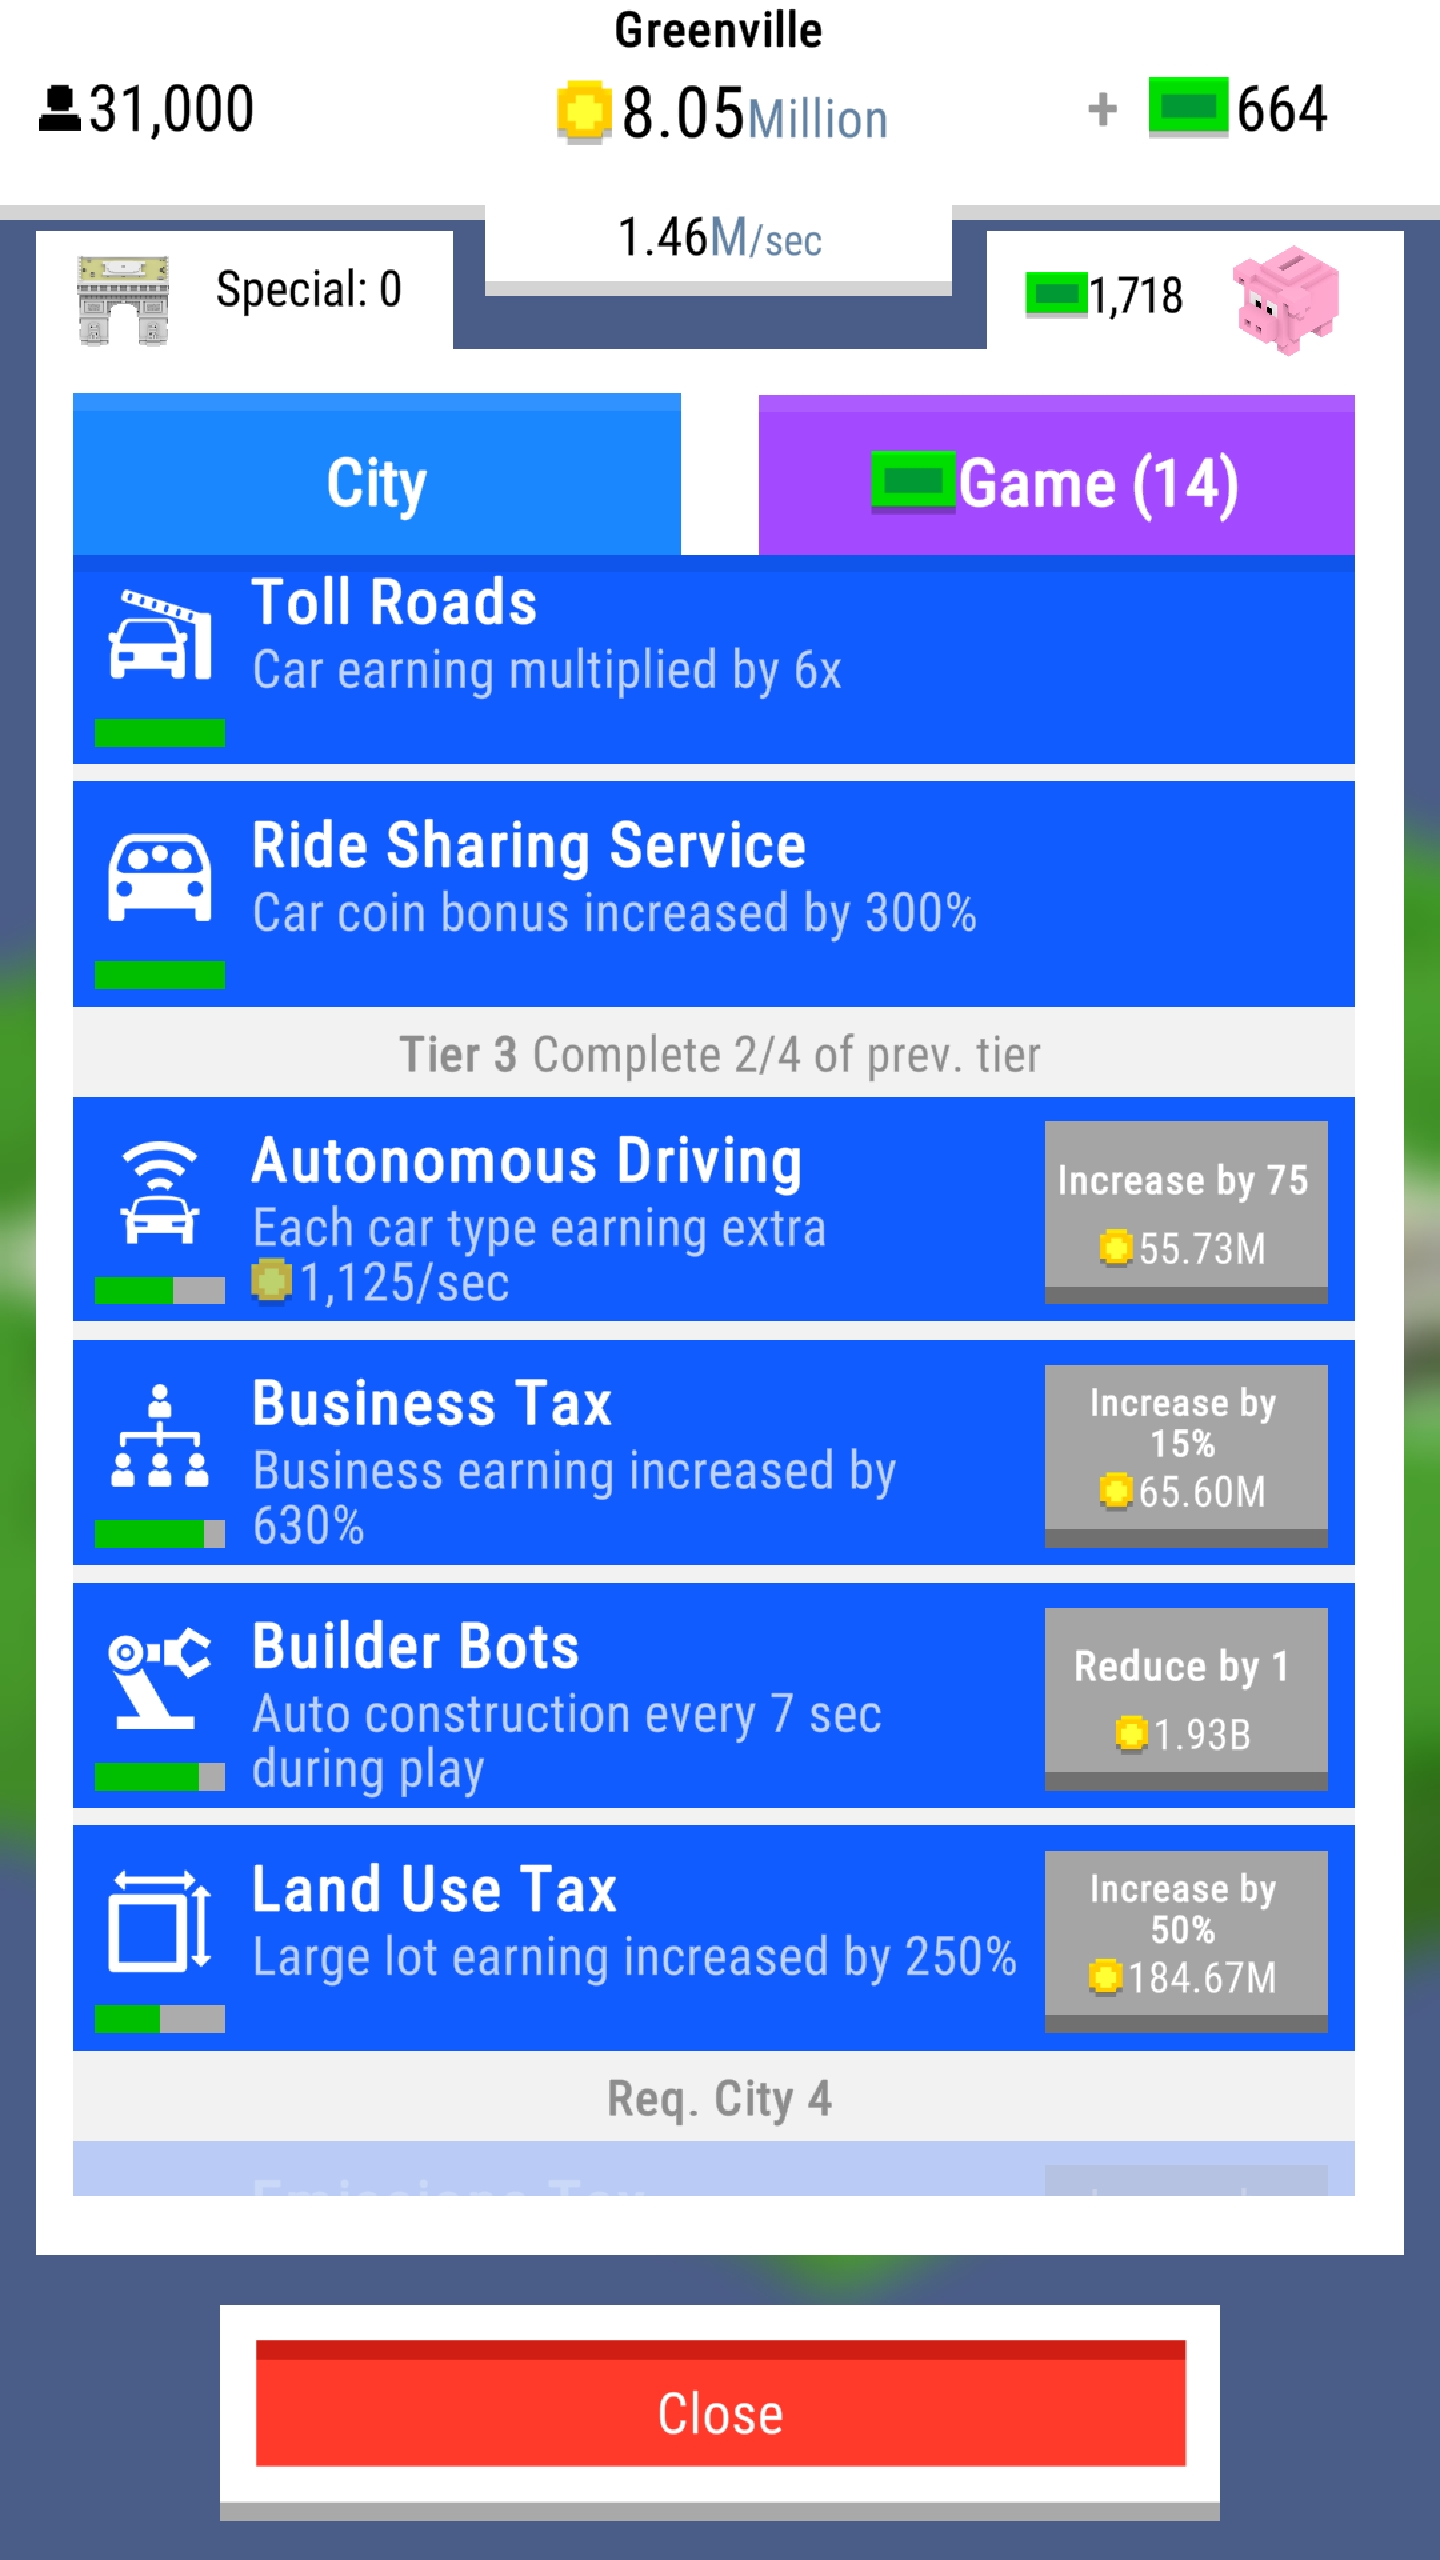 Greenville
31,000
8.05Million
+ 664
1.46M/sec
Special: 0
1,718
City
Game (14)
Toll Roads
Car earning multiplied by 6x
Ride Sharing Service
Car coin bonus increased by 300%
Tier 3 Complete 2/4 of prev. tier
Autonomous Driving
Each car type earning extra
1,125/sec
Increase by 75
55.73M
Business Tax
Business earning increased by
630%
Increase by
15%
65.60M
Builder Bots
Auto construction every 7 sec
during play
Reduce by 1
1.93B
Land Use Tax
Large lot earning increased by 250%
Increase by
50%
184.67M
Req. City 4
Emissions Tax
Close